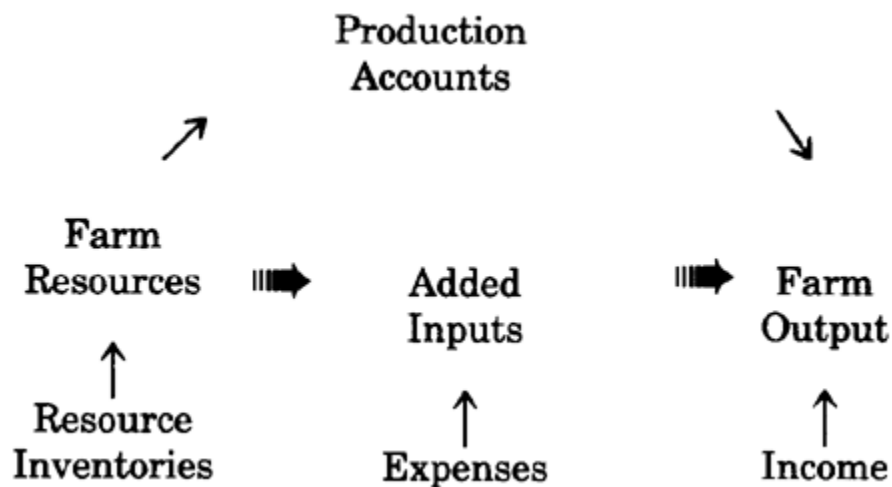 Production
Accounts
Farm
Resources
Added
Inputs
Farm
Output
Resource
Inventories
Expenses
Income